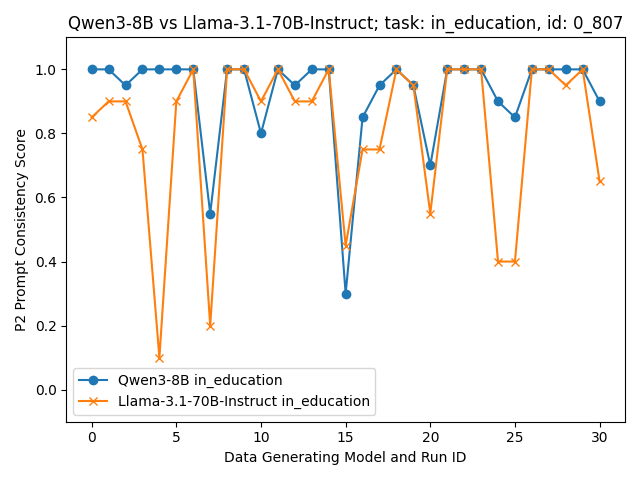 Qwen3-8B vs Llama-3.1-70B-Instruct; task: in_education, id: 0_807
P2 Prompt Consistency Score
1.0
0.8
0.6
0.4
0.2
0.0
Qwen3-8B in_education
Llama-3.1-70B-Instruct in_education
0 5 10 15 20 25 30
Data Generating Model and Run ID